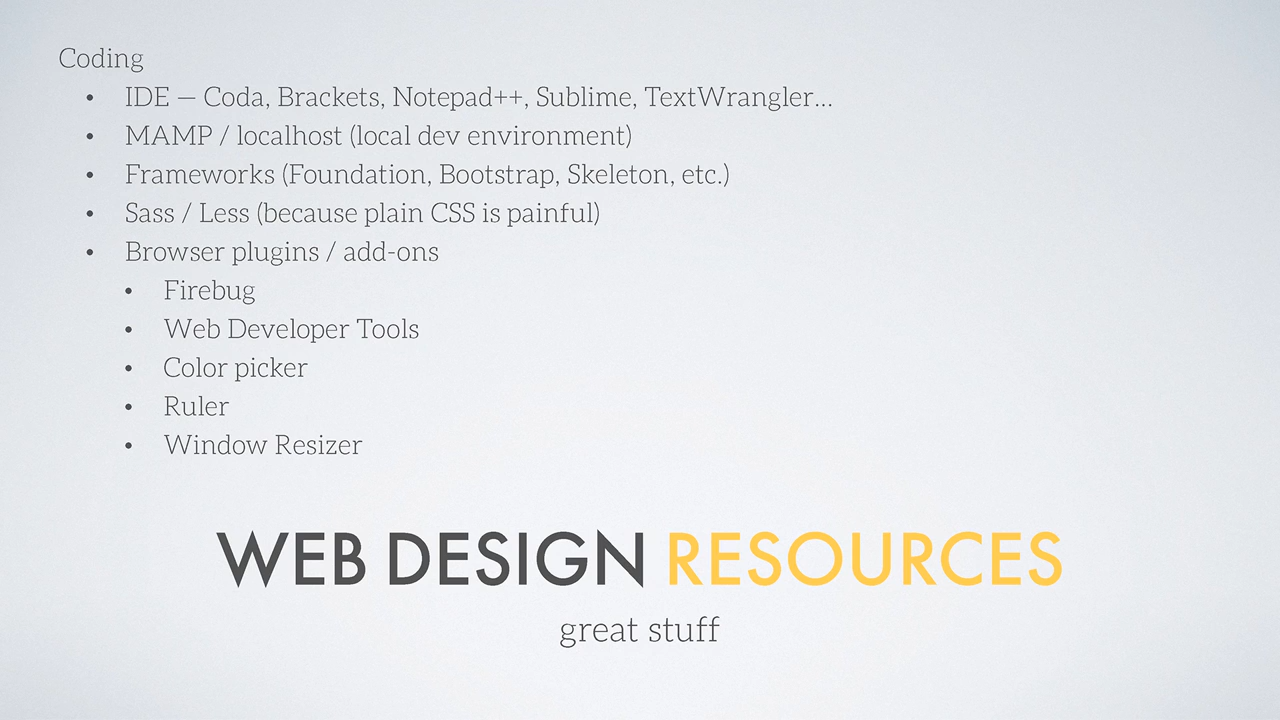 Coding
• IDE — Coda, Brackets, Notepad++, Sublime, TextWrangler...
• MAMP / localhost (local dev environment)
• Frameworks (Foundation, Bootstrap, Skeleton, etc.)
• Sass / Less (because plain CSS is painful)
• Browser plugins / add-ons
• Firebug
• Web Developer Tools
• Color picker
• Ruler
• Window Resizer
WEB DESIGN RESOURCES
great stuff